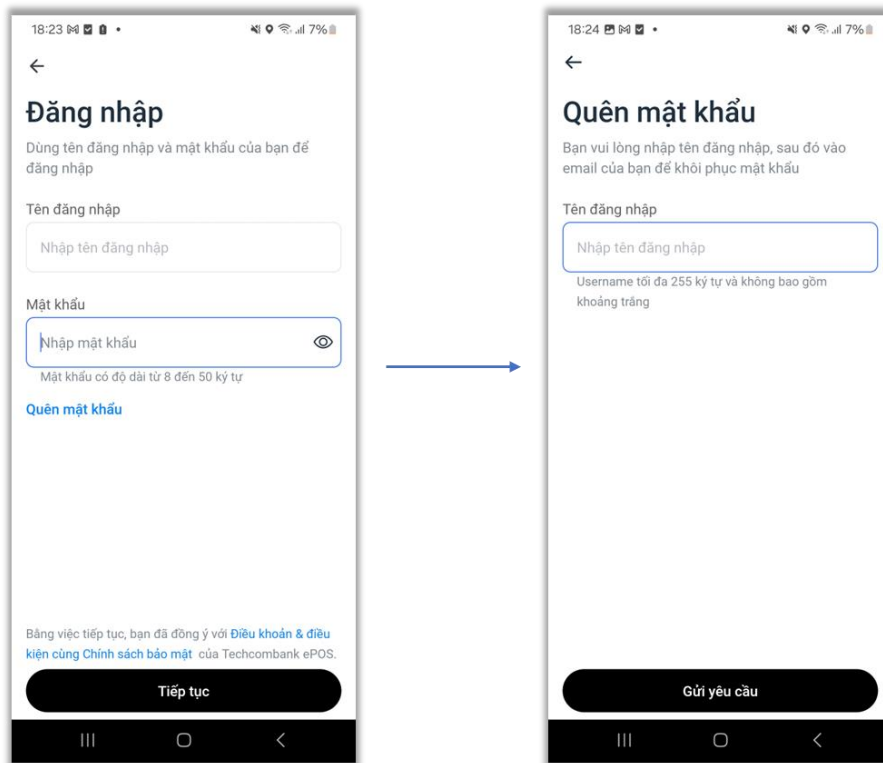 18:23
7%
Đăng nhập
Dùng tên đăng nhập và mật khẩu của bạn để
đăng nhập
Tên đăng nhập
Nhập tên đăng nhập
Mật khẩu
Nhập mật khẩu
Mật khẩu có độ dài từ 8 đến 50 ký tự
Quên mật khẩu
Bằng việc tiếp tục, bạn đã đồng ý với Điều khoản & điều
kiện cùng Chính sách bảo mật của Techcombank ePOS.
Tiếp tục
18:24
7%
Quên mật khẩu
Bạn vui lòng nhập tên đăng nhập, sau đó vào
email của bạn để khôi phục mật khẩu
Tên đăng nhập
Nhập tên đăng nhập
Username tối đa 255 ký tự và không bao gồm
khoảng trắng
Gửi yêu cầu